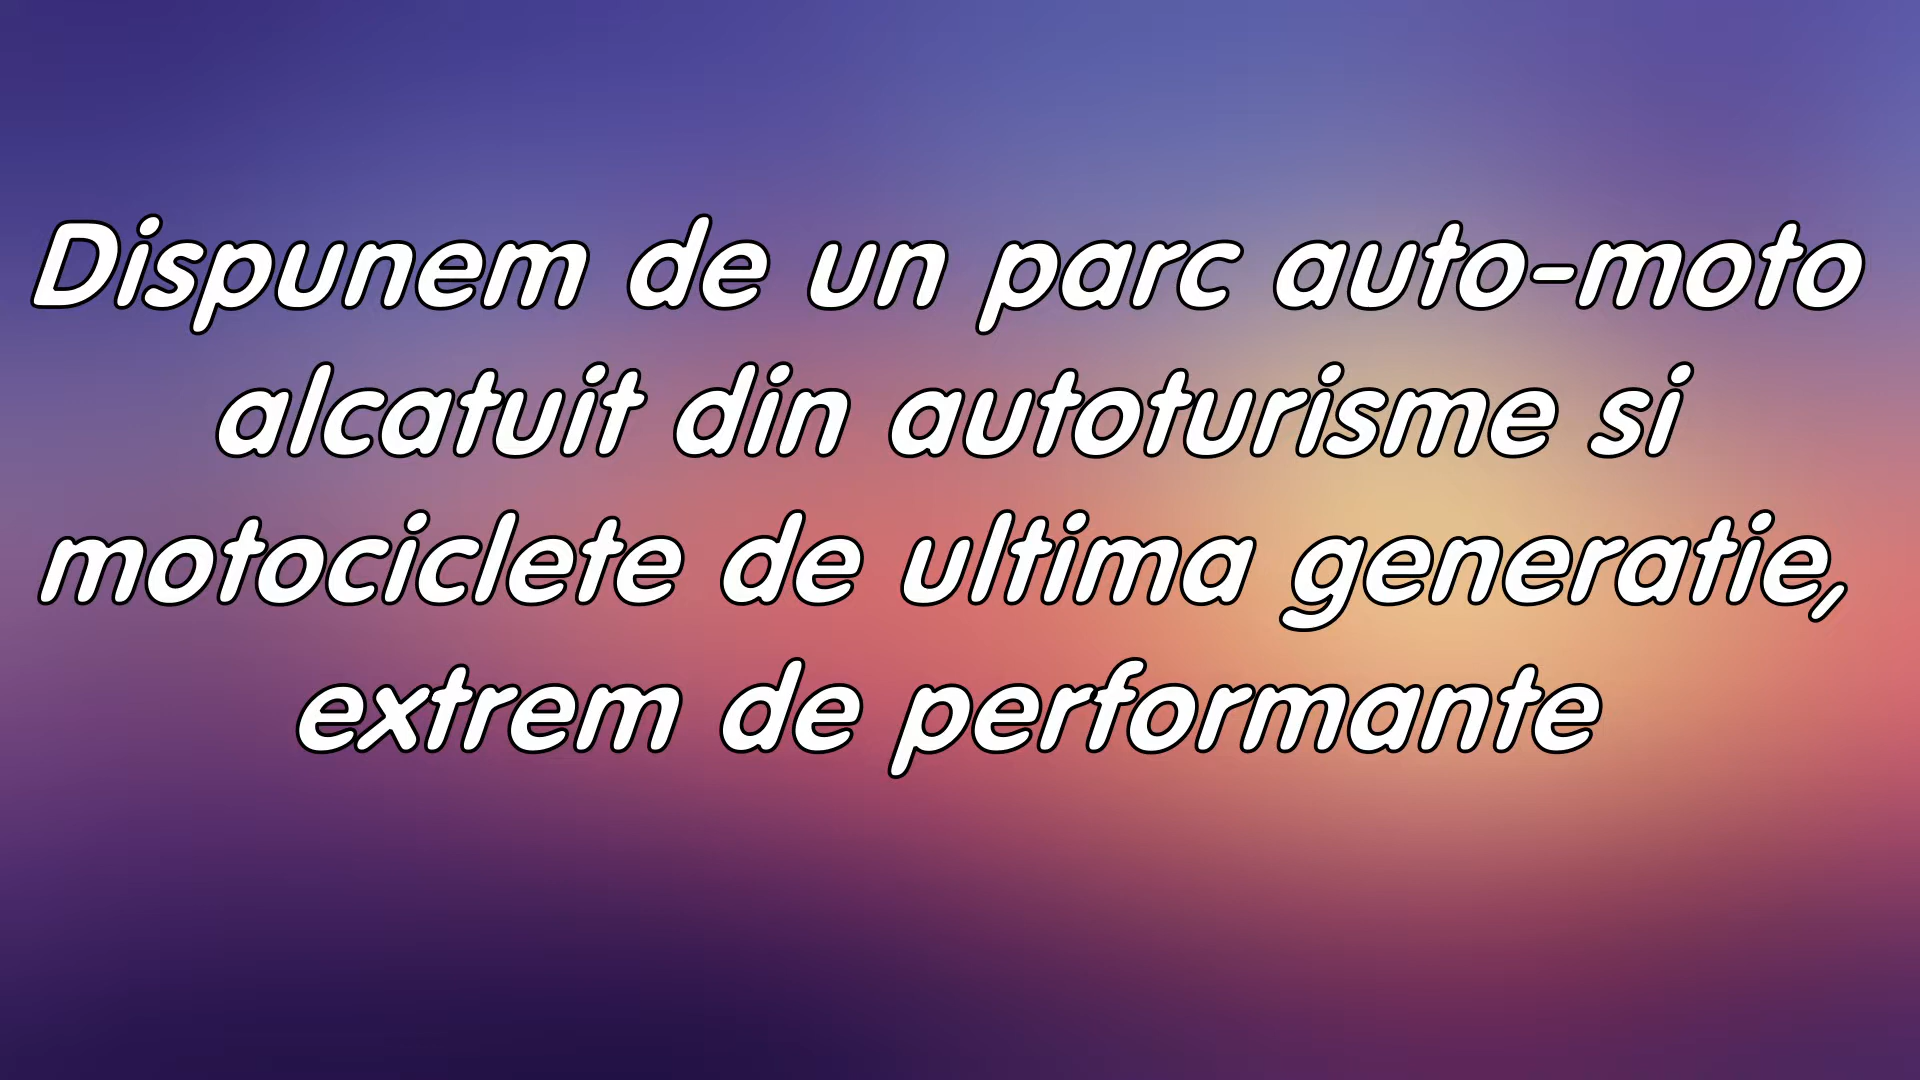 Dispunem de un parc auto-moto
alcatuit din autoturisme si
motociclete de ultima generatie,
extrem de performante